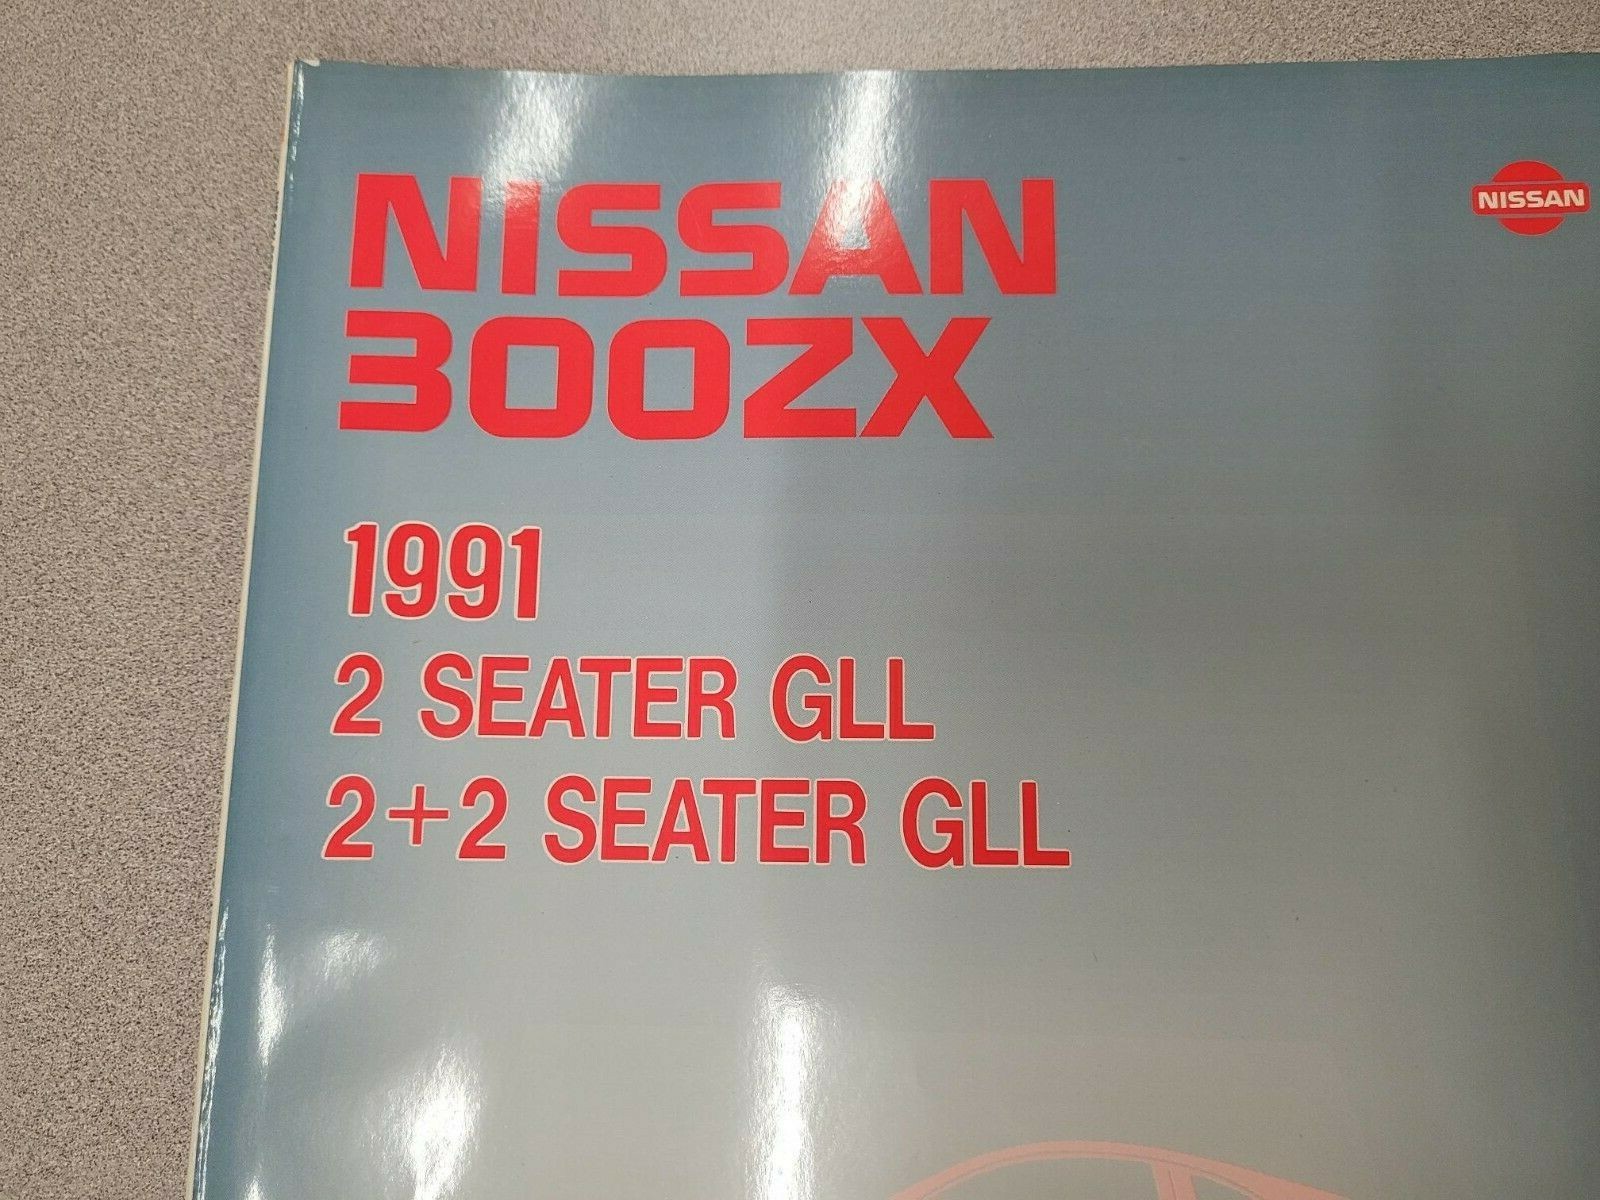 NISSAN
NISSAN
300ZX
1991
2 SEATER GLL
2+2 SEATER GLL